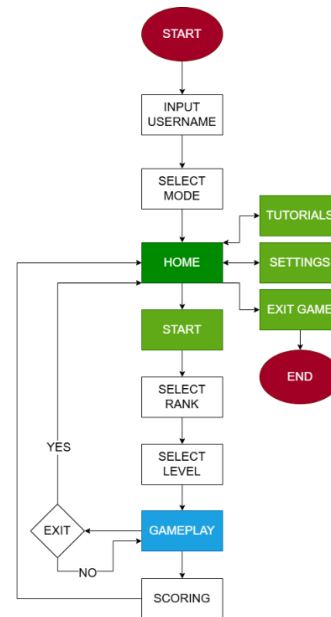 START
INPUT
USERNAME
SELECT
MODE
TUTORIALS
HOME
SETTINGS
EXIT GAME
START
END
SELECT
RANK
YES
SELECT
LEVEL
EXIT
GAMEPLAY
NO
SCORING